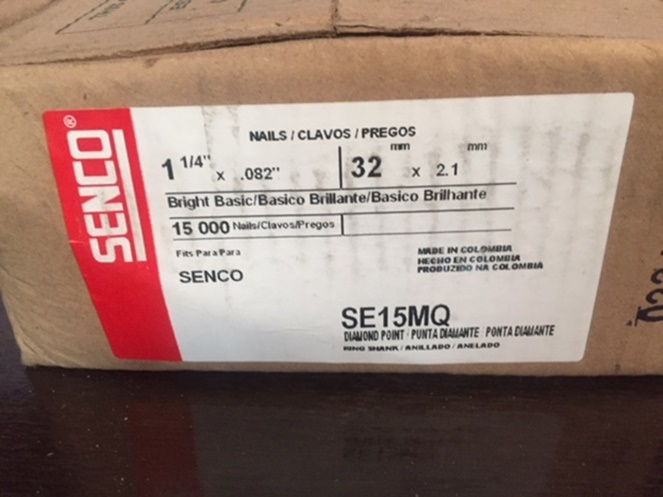 SENCO®
NAILS / CLAVOS / PREGOS
1 1/4" x .082" 32 mm x 2.1 mm
Bright Basic/Basico Brillante/Basico Brilhante
15 000 Nails/Clavos/Pregos
Fits Para Para
SENCO
MADE IN COLOMBIA
HECHO EN COLOMBIA
PRODUZIDO NA COLOMBIA
SE15MQ
DIAMOND POINT / PUNTA DIAMANTE / PONTA DIAMANTE
RING SHANK / ANILLADO / ANELADO